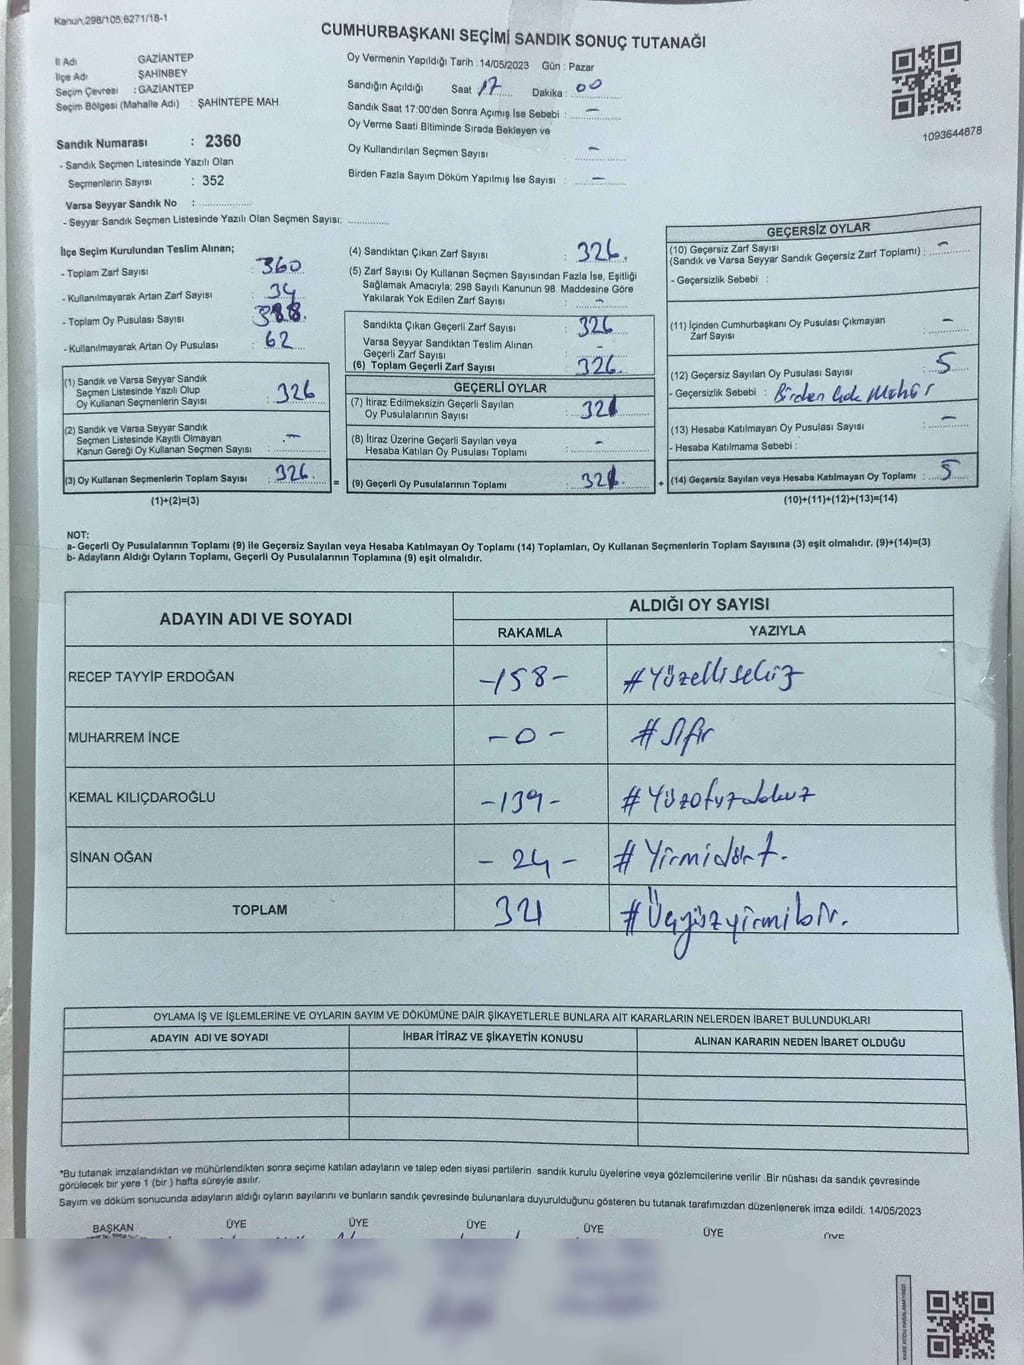 Kanun,298/105,6271/18-1
CUMHURBAŞKANI SEÇİMİ SANDIK SONUÇ TUTANAĞI
İl Adı GAZİANTEP
İlçe Adı ŞAHİNBEY
Seçim Çevresi : GAZİANTEP
Seçim Bölgesi (Mahalle Adı) : ŞAHİNTEPE MAH.
Sandık Numarası : 2360
- Sandık Seçmen Listesinde Yazılı Olan
Seçmenlerin Sayısı : 352
Varsa Seyyar Sandık No : ..............
- Seyyar Sandık Seçmen Listesinde Yazılı Olan Seçmen Sayısı: ..............
Oy Vermenin Yapıldığı Tarih : 14/05/2023 Gün : Pazar
Sandığın Açıldığı Saat 17 Dakika : 00
Sandık Saat 17:00'den Sonra Açımış İse Sebebi : -
Oy Verme Saati Bitiminde Sırada Bekleyen ve
Oy Kullandırılan Seçmen Sayısı : -
Birden Fazla Sayım Döküm Yapılmış İse Sayısı : -
1093644878
İlçe Seçim Kurulundan Teslim Alınan;
- Toplam Zarf Sayısı : 360
- Kullanılmayarak Artan Zarf Sayısı : 34
- Toplam Oy Pusulası Sayısı : 388.
- Kullanılmayarak Artan Oy Pusulası : 62
(1) Sandık ve Varsa Seyyar Sandık
Seçmen Listesinde Yazılı Olup
Oy Kullanan Seçmenlerin Sayısı : 326
(2) Sandık ve Varsa Seyyar Sandık
Seçmen Listesinde Kayıtlı Olmayan
Kanun Gereği Oy Kullanan Seçmen Sayısı : -
(3) Oy Kullanan Seçmenlerin Toplam Sayısı : 326.
(1)+(2)=(3)
(4) Sandıktan Çıkan Zarf Sayısı : 326.
(5) Zarf Sayısı Oy Kullanan Seçmen Sayısından Fazla İse, Eşitliği
Sağlamak Amacıyla; 298 Sayılı Kanunun 98. Maddesine Göre
Yakılarak Yok Edilen Zarf Sayısı : -
Sandıkta Çıkan Geçerli Zarf Sayısı : 326
Varsa Seyyar Sandıktan Teslim Alınan
Geçerli Zarf Sayısı : -
(6) Toplam Geçerli Zarf Sayısı : 326.
GEÇERLİ OYLAR
(7) İtiraz Edilmeksizin Geçerli Sayılan
Oy Pusulalarının Sayısı : 321
(8) İtiraz Üzerine Geçerli Sayılan veya
Hesaba Katılan Oy Pusulası Toplamı : -
(9) Geçerli Oy Pusulalarının Toplamı : 321.
GEÇERSİZ OYLAR
(10) Geçersiz Zarf Sayısı
(Sandık ve Varsa Seyyar Sandık Geçersiz Zarf Toplamı) : -
- Geçersizlik Sebebi :
(11) İçinden Cumhurbaşkanı Oy Pusulası Çıkmayan
Zarf Sayısı : -
(12) Geçersiz Sayılan Oy Pusulası Sayısı : 5
- Geçersizlik Sebebi : Birden Çok Mühür
(13) Hesaba Katılmayan Oy Pusulası Sayısı : -
- Hesaba Katılmama Sebebi :
(14) Geçersiz Sayılan veya Hesaba Katılmayan Oy Toplamı : 5
(10)+(11)+(12)+(13)=(14)
NOT:
a- Geçerli Oy Pusulalarının Toplamı (9) ile Geçersiz Sayılan veya Hesaba Katılmayan Oy Toplamı (14) Toplamları, Oy Kullanan Seçmenlerin Toplam Sayısına (3) eşit olmalıdır. (9)+(14)=(3)
b- Adayların Aldığı Oyların Toplamı, Geçerli Oy Pusulalarının Toplamına (9) eşit olmalıdır.
ADAYIN ADI VE SOYADI ALDIĞI OY SAYISI
RAKAMLA YAZIYLA
RECEP TAYYİP ERDOĞAN -158- #Yüzellisekiz
MUHARREM İNCE -0- #Sıfır
KEMAL KILIÇDAROĞLU -139- #Yüzotuzdokuz
SİNAN OĞAN -24- #Yirmidört.
TOPLAM 321 #Üçyüzyirmibir.
OYLAMA İŞ VE İŞLEMLERİNE VE OYLARIN SAYIM VE DÖKÜMÜNE DAİR ŞİKAYETLERLE BUNLARA AİT KARARLARIN NELERDEN İBARET BULUNDUKLARI
ADAYIN ADI VE SOYADI İHBAR İTİRAZ VE ŞİKAYETİN KONUSU ALINAN KARARIN NEDEN İBARET OLDUĞU
*Bu tutanak imzalandıktan ve mühürlendikten sonra seçime katılan adayların ve talep eden siyasi partilerin sandık kurulu üyelerine veya gözlemcilerine verilir .Bir nüshası da sandık çevresinde
görülecek bir yere 1 (bir ) hafta süreyle asılır.
Sayım ve döküm sonucunda adayların aldığı oyların sayılarını ve bunların sandık çevresinde bulunanlara duyurulduğunu gösteren bu tutanak tarafımızdan düzenlenerek imza edildi. 14/05/2023
BAŞKAN ÜYE ÜYE ÜYE ÜYE ÜYE ÜYE